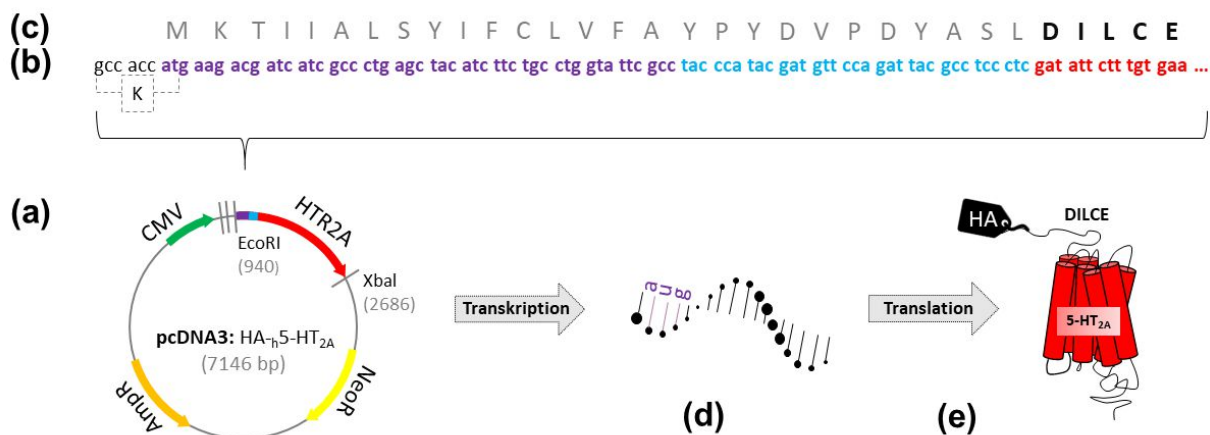 (c) M K T I I A L S Y I F C L V F A Y P Y D V P D Y A S L D I L C E
(b) gcc acc atg aag acg atc atc gcc ctg agc tac atc ttc tgc ctg gta ttc gcc tac cca tac gat gtt cca gat tac gcc tcc ctc gat att ctt tgt gaa ...
K
(a)
CMV
HTR2A
EcoRI
(940)
XbaI
(2686)
pcDNA3: HA-h5-HT2A
(7146 bp)
AmpR
NeoR
Transkription
aug
(d)
Translation
(e)
HA
DILCE
5-HT2A